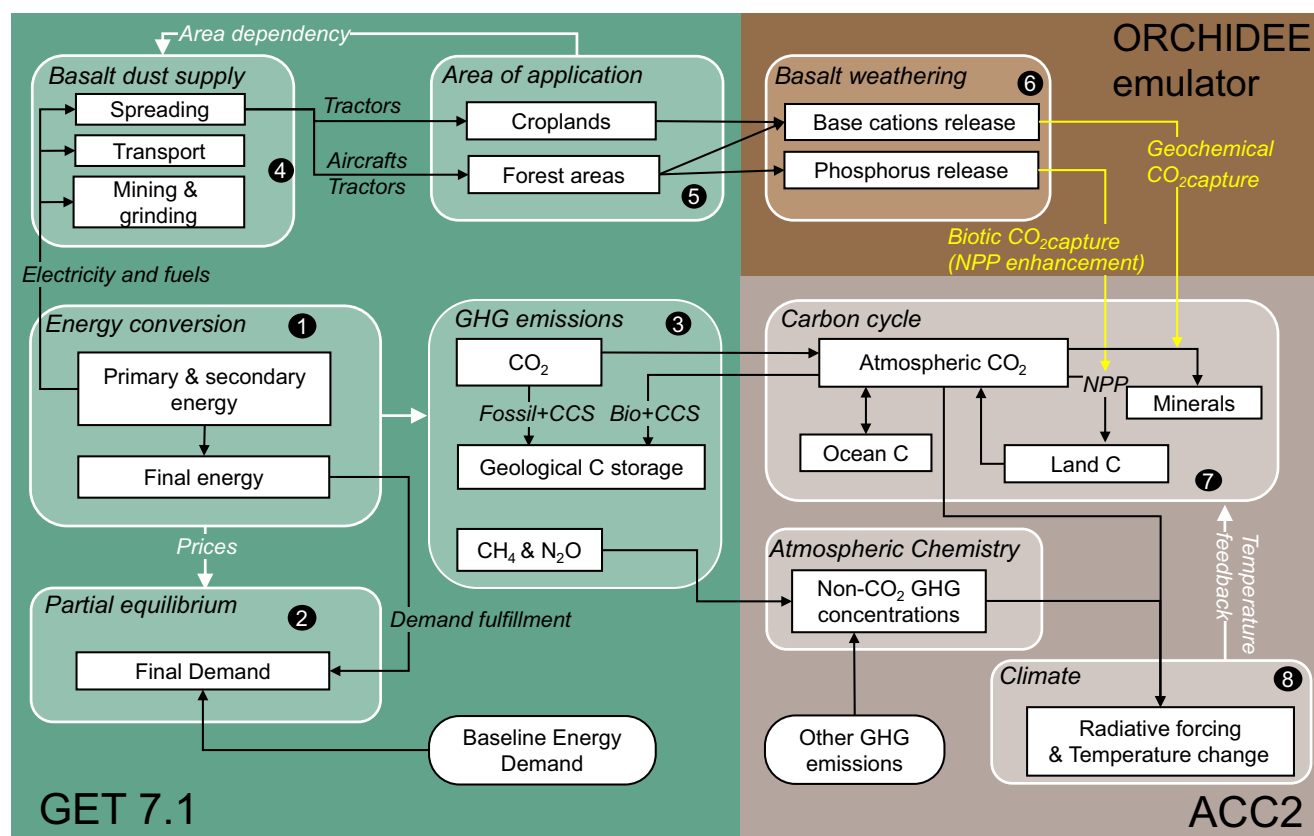 Area dependency
ORCHIDEE
emulator
Basalt dust supply
Area of application
Basalt weathering
6
Spreading
Tractors
Croplands
Base cations release
Transport
4
Aircrafts
Tractors
Forest areas
5
Phosphorus release
Geochemical
CO₂capture
Mining &
grinding
Biotic CO₂capture
(NPP enhancement)
Electricity and fuels
Energy conversion
1
GHG emissions
3
Carbon cycle
Primary & secondary
energy
CO₂
Atmospheric CO₂
NPP
Minerals
Fossil+CCS
Bio+CCS
Final energy
Geological C storage
Ocean C
Land C
7
Prices
CH₄ & N₂O
Atmospheric Chemistry
Temperature
feedback
Partial equilibrium
2
Demand fulfillment
Non-CO₂ GHG
concentrations
Final Demand
Climate
8
Baseline Energy
Demand
Other GHG
emissions
Radiative forcing
& Temperature change
GET 7.1
ACC2